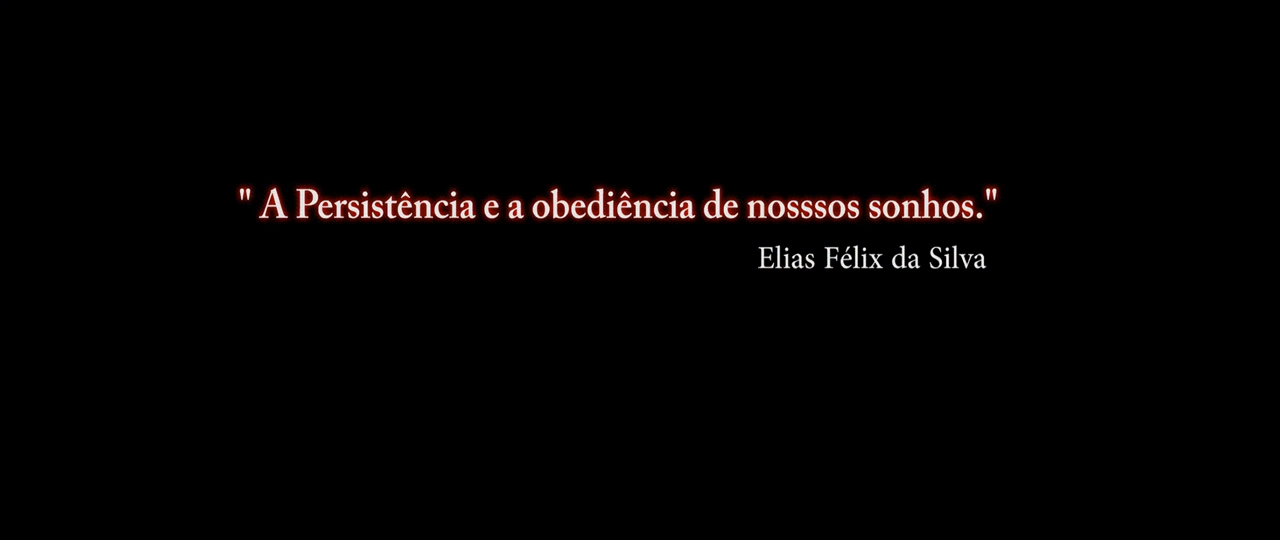 " A Persistência e a obediência de nosssos sonhos."
Elias Félix da Silva